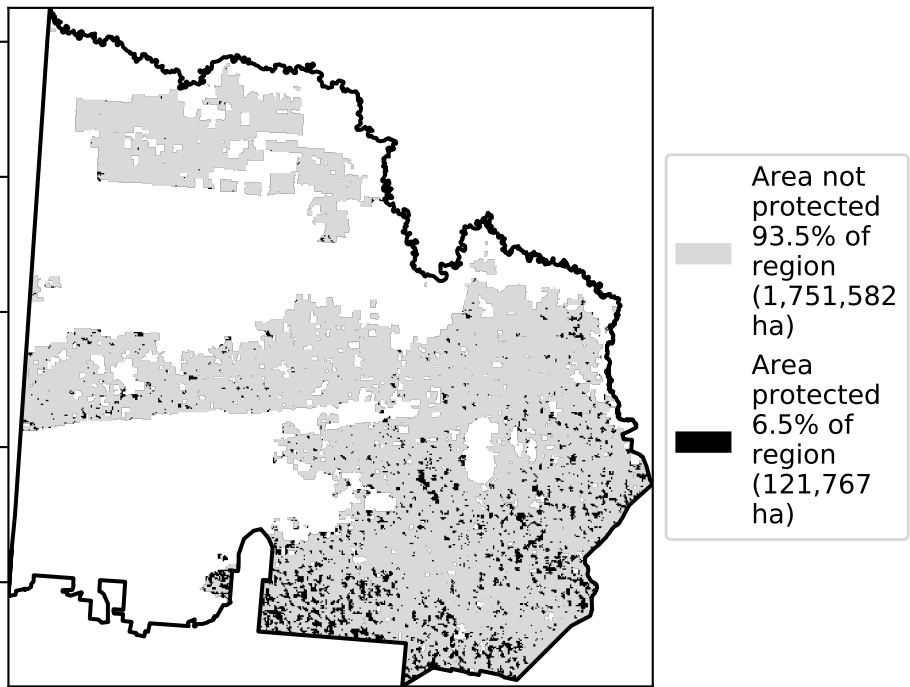 Area not
protected
93.5% of
region
(1,751,582
ha)
Area
protected
6.5% of
region
(121,767
ha)